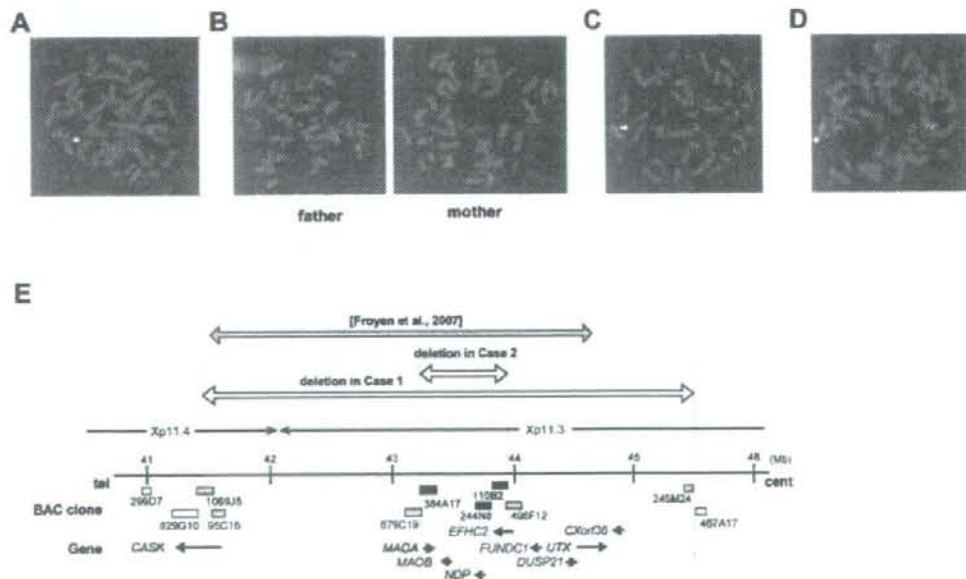 A B C D
father mother
E
[Froyen et al., 2007]
deletion in Case 2
deletion in Case 1
Xp11.4 Xp11.3
41 42 43 44 45 46 (Mb)
tel cent
BAC clone
299D7 1069J5 384A17 110B2 245M24
829G10 95C16 679C19 244N8 496F12 467A17
Gene
CASK EFHC2 CXorf36
MAOA FUNDC1 UTX
MAOB DUSP21
NDP